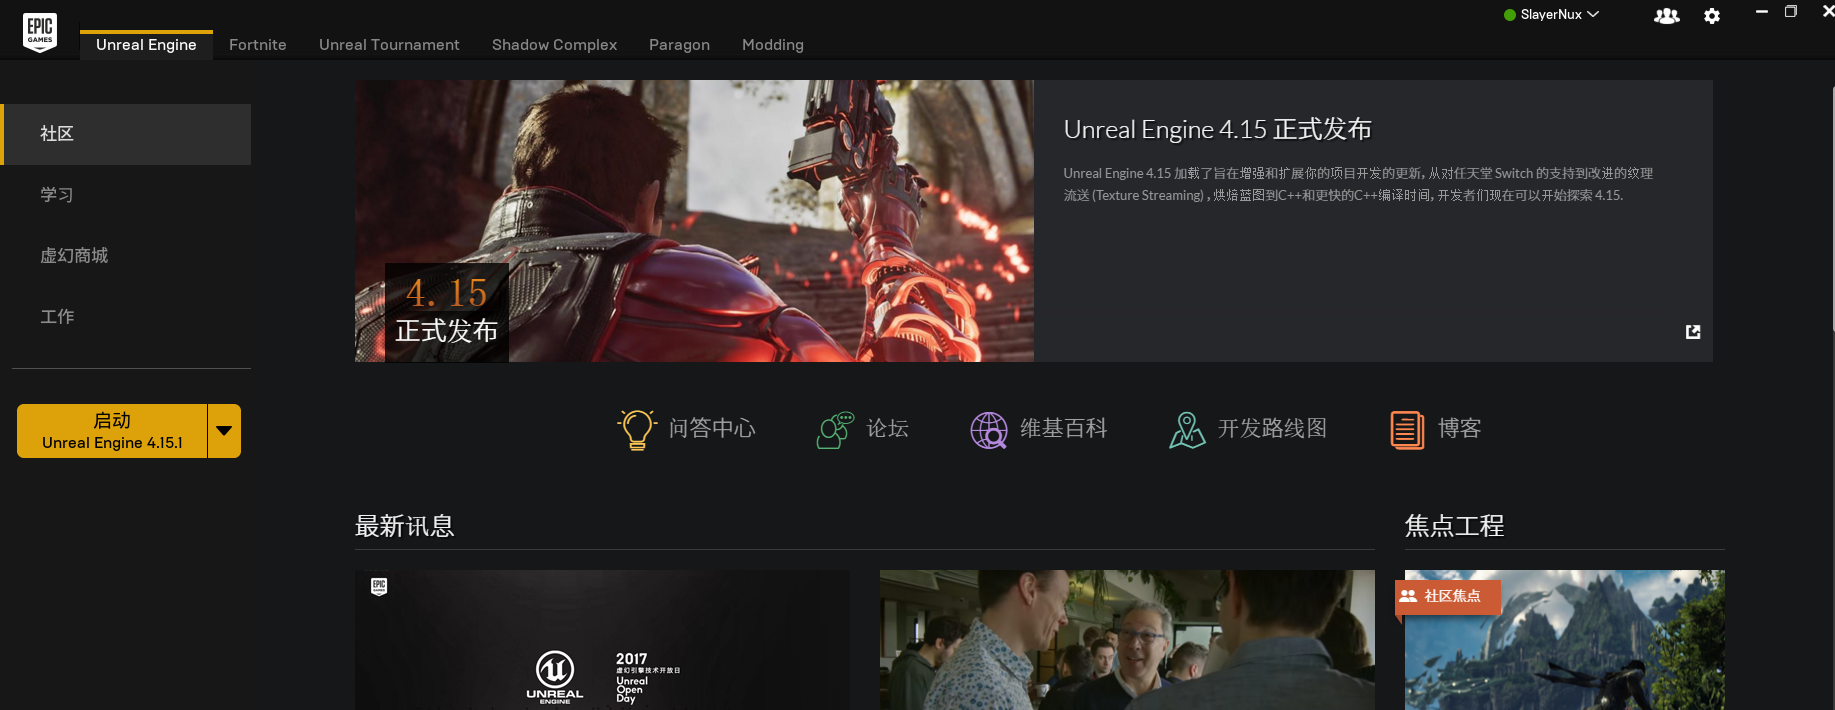 EPIC
GAMES
Unreal Engine
Fortnite
Unreal Tournament
Shadow Complex
Paragon
Modding
SlayerNux
社区
学习
虚幻商城
工作
启动
Unreal Engine 4.15.1
4.15
正式发布
Unreal Engine 4.15 正式发布
Unreal Engine 4.15 加载了旨在增强和扩展你的项目开发的更新, 从对任天堂 Switch 的支持到改进的纹理
流送 (Texture Streaming) , 烘焙蓝图到C++和更快的C++编译时间, 开发者们现在可以开始探索 4.15.
问答中心
论坛
维基百科
开发路线图
博客
最新讯息
焦点工程
EPIC
GAMES
UNREAL
ENGINE
2017
虚幻引擎技术开放日
Unreal
Open
Day
社区焦点